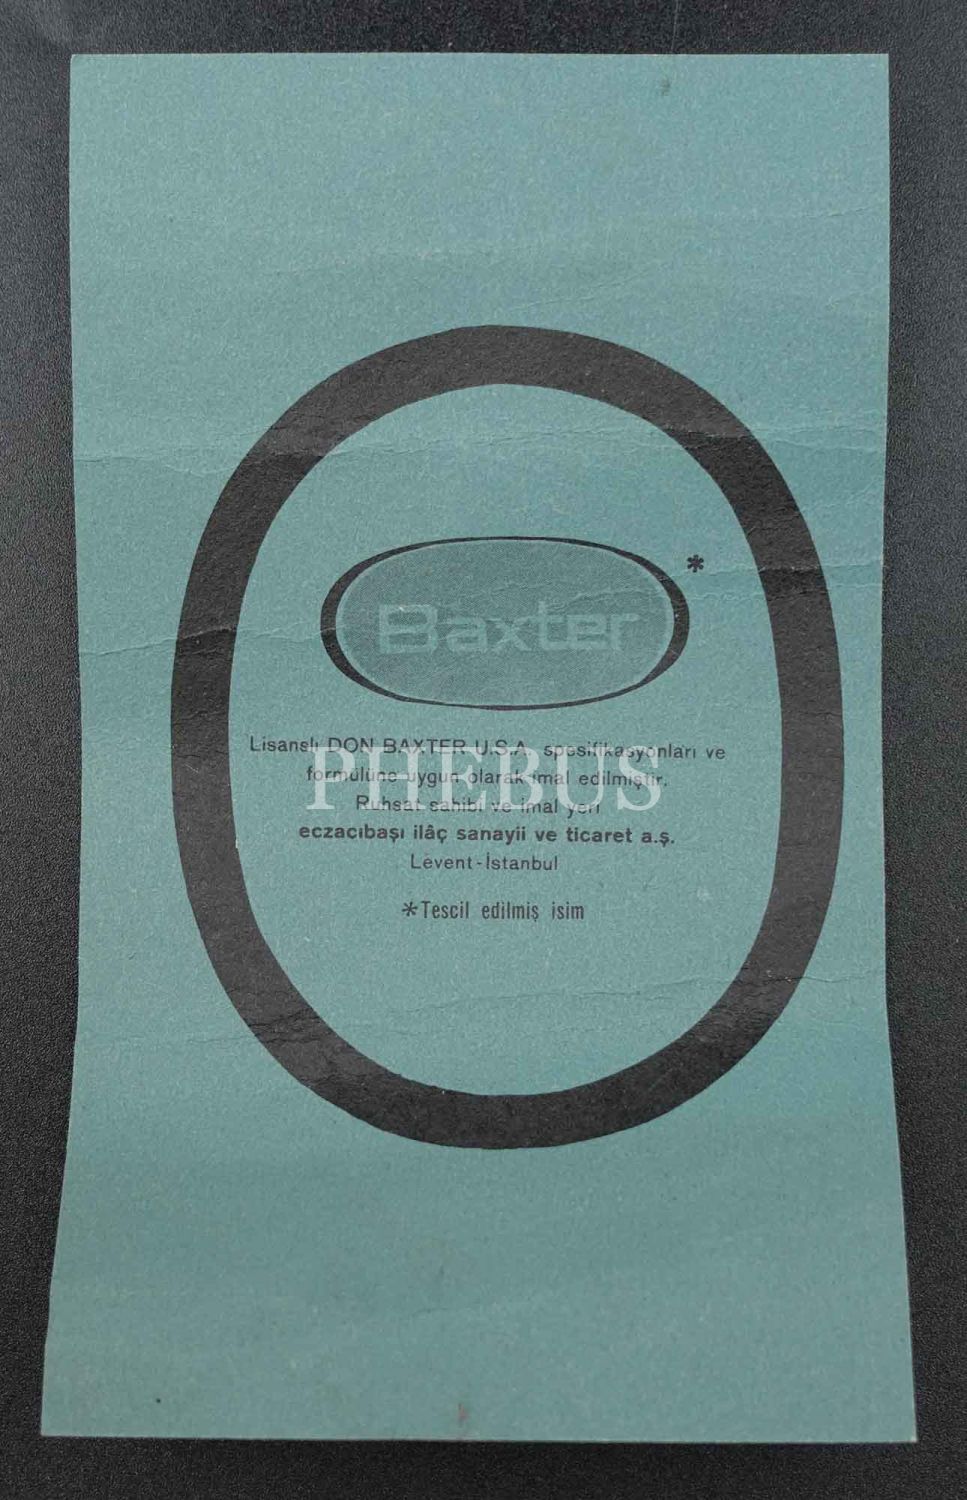 Baxter *
Lisanslı DON BAXTER U.S.A. spesifikasyonları ve
formülüne uygun olarak imal edilmiştir.
Ruhsat sahibi ve imal yeri
eczacıbaşı ilâç sanayii ve ticaret a.ş.
Levent-İstanbul
*Tescil edilmiş isim
PHEBUS